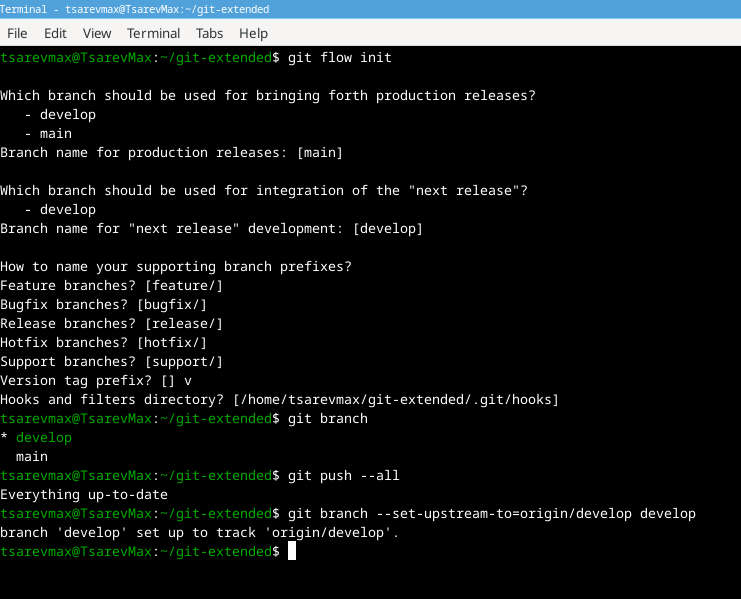 Terminal - tsarevmax@TsarevMax:~/git-extended
File Edit View Terminal Tabs Help
tsarevmax@TsarevMax:~/git-extended$ git flow init
Which branch should be used for bringing forth production releases?
   - develop
   - main
Branch name for production releases: [main]
Which branch should be used for integration of the "next release"?
   - develop
Branch name for "next release" development: [develop]
How to name your supporting branch prefixes?
Feature branches? [feature/]
Bugfix branches? [bugfix/]
Release branches? [release/]
Hotfix branches? [hotfix/]
Support branches? [support/]
Version tag prefix? [] v
Hooks and filters directory? [/home/tsarevmax/git-extended/.git/hooks]
tsarevmax@TsarevMax:~/git-extended$ git branch
* develop
  main
tsarevmax@TsarevMax:~/git-extended$ git push --all
Everything up-to-date
tsarevmax@TsarevMax:~/git-extended$ git branch --set-upstream-to=origin/develop develop
branch 'develop' set up to track 'origin/develop'.
tsarevmax@TsarevMax:~/git-extended$